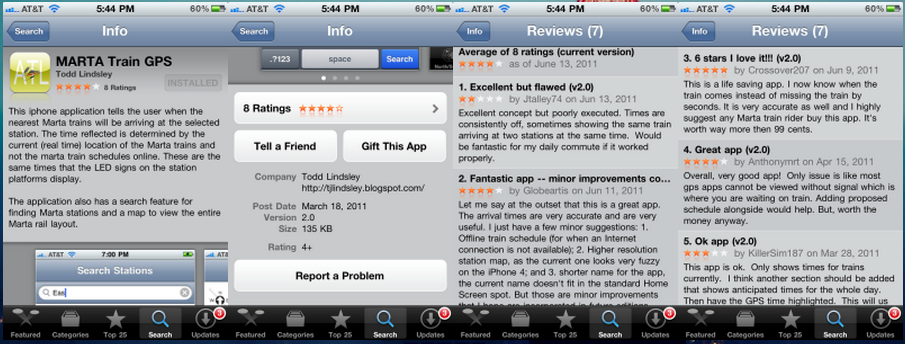 AT&T 5:44 PM 60%
Search Info
MARTA Train GPS
Todd Lindsley
8 Ratings
INSTALLED
This iphone application tells the user when the
nearest Marta trains will be arriving at the selected
station. The time reflected is determined by the
current (real time) location of the Marta trains and
not the marta train schedules online. These are the
same times that the LED signs on the station
platforms display.
The application also has a search feature for
finding Marta stations and a map to view the entire
Marta rail layout.
AT&T 7:00 PM
Search Stations
Eas
Featured Categories Top 25 Search Updates
3
AT&T 5:44 PM 60%
Search Info
.?123 space Search
8 Ratings
Tell a Friend Gift This App
Company Todd Lindsley
http://tjlindsley.blogspot.com/
Post Date March 18, 2011
Version 2.0
Size 135 KB
Rating 4+
Report a Problem
Featured Categories Top 25 Search Updates
3
AT&T 5:44 PM 60%
Info Reviews (7)
Average of 8 ratings (current version)
as of June 13, 2011
1. Excellent but flawed (v2.0)
by Jtalley74 on Jun 13, 2011
Excellent concept but poorly executed. Times are
consistently off, sometimes showing the same train
arriving at two stations at the same time. Would
be fantastic for my daily commute if it
worked properly.
2. Fantastic app -- minor improvements co...
by Globeartis on Jun 11, 2011
Let me say at the outset that this is a great app.
The arrival times are very accurate and are very
useful. I just have a few minor suggestions: 1.
Offline train schedule (for when an Internet
connection is not available); 2. Higher resolution
station map, as the current one looks very fuzzy
on the iPhone 4; and 3. shorter name for the app,
the current name doesn't fit in the standard Home
Screen spot. But those are minor improvements
that I hope are incorporated in future editions
Featured Categories Top 25 Search Updates
3
AT&T 5:44 PM 60%
Info Reviews (7)
3. 6 stars I love it!!! (v2.0)
by Crossover207 on Jun 9, 2011
This is a life saving app. I now know when the
train comes instead of missing the train by
seconds. It is very accurate as well and I highly
suggest any Marta train rider buy this app. It's
worth way more then 99 cents.
4. Great app (v2.0)
by Anthonymrt on Apr 15, 2011
Overall, very good app! Only issue is like most
gps apps cannot be viewed without signal which is
where you are waiting on train. Adding proposed
schedule alongside would help. But, worth the
money anyway.
5. Ok app (v2.0)
by KillerSim187 on Mar 28, 2011
This app is ok. Only shows times for trains
currently. I think another section should be added
that shows anticipated times for the whole day.
Then have the GPS time highlighted. This will us
Featured Categories Top 25 Search Updates
3